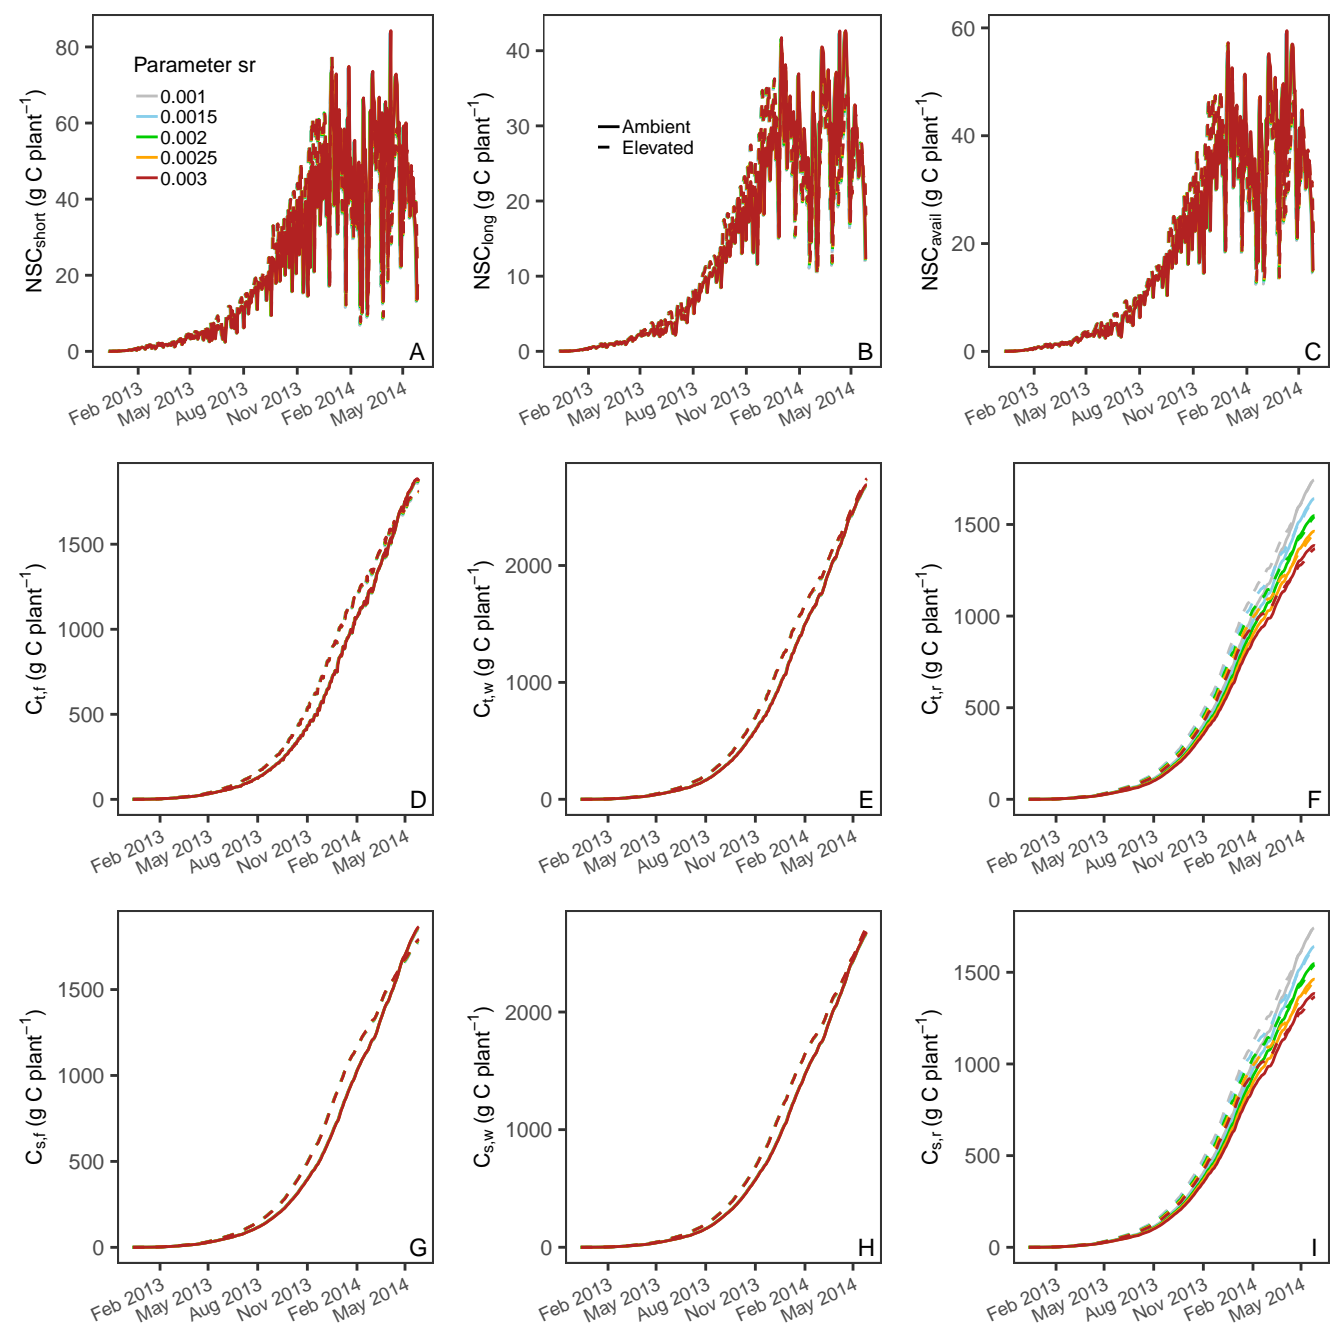 NSCshort (g C plant−1)
80
60
40
20
0
Parameter sr
0.001
0.0015
0.002
0.0025
0.003
A
Feb 2013
May 2013
Aug 2013
Nov 2013
Feb 2014
May 2014
NSClong (g C plant−1)
40
30
20
10
0
Ambient
Elevated
B
Feb 2013
May 2013
Aug 2013
Nov 2013
Feb 2014
May 2014
NSCavail (g C plant−1)
60
40
20
0
C
Feb 2013
May 2013
Aug 2013
Nov 2013
Feb 2014
May 2014
Ct,f (g C plant−1)
1500
1000
500
0
D
Feb 2013
May 2013
Aug 2013
Nov 2013
Feb 2014
May 2014
Ct,w (g C plant−1)
2000
1000
0
E
Feb 2013
May 2013
Aug 2013
Nov 2013
Feb 2014
May 2014
Ct,r (g C plant−1)
1500
1000
500
0
F
Feb 2013
May 2013
Aug 2013
Nov 2013
Feb 2014
May 2014
Cs,f (g C plant−1)
1500
1000
500
0
G
Feb 2013
May 2013
Aug 2013
Nov 2013
Feb 2014
May 2014
Cs,w (g C plant−1)
2000
1000
0
H
Feb 2013
May 2013
Aug 2013
Nov 2013
Feb 2014
May 2014
Cs,r (g C plant−1)
1500
1000
500
0
I
Feb 2013
May 2013
Aug 2013
Nov 2013
Feb 2014
May 2014